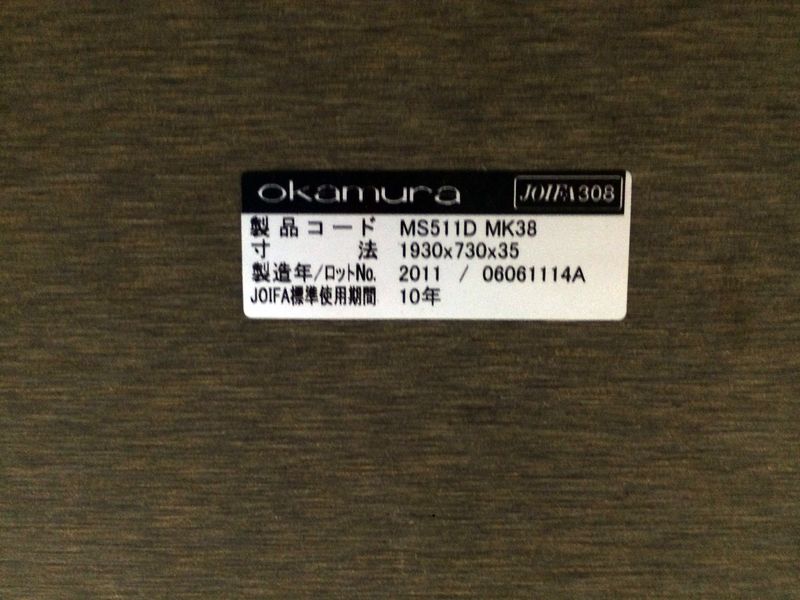 okamura JOIFA308
製品コード MS511D MK38
寸法 1930x730x35
製造年/ロットNo. 2011 / 06061114A
JOIFA標準使用期間 10年